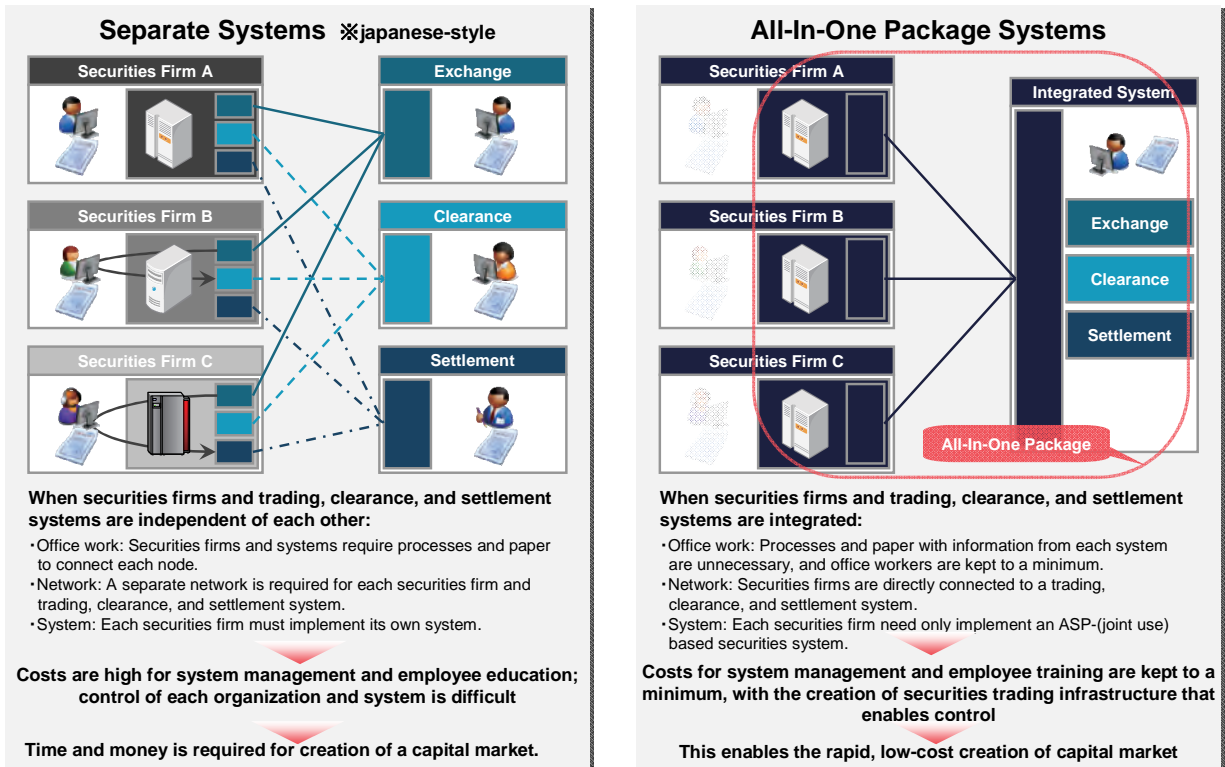 Separate Systems ※japanese-style
Securities Firm A
Exchange
Securities Firm B
Clearance
Securities Firm C
Settlement
When securities firms and trading, clearance, and settlement
systems are independent of each other:
・Office work: Securities firms and systems require processes and paper
to connect each node.
・Network: A separate network is required for each securities firm and
trading, clearance, and settlement system.
・System: Each securities firm must implement its own system.
Costs are high for system management and employee education;
control of each organization and system is difficult
Time and money is required for creation of a capital market.
All-In-One Package Systems
Securities Firm A
Integrated System
Securities Firm B
Exchange
Clearance
Settlement
Securities Firm C
All-In-One Package
When securities firms and trading, clearance, and settlement
systems are integrated:
・Office work: Processes and paper with information from each system
are unnecessary, and office workers are kept to a minimum.
・Network: Securities firms are directly connected to a trading,
clearance, and settlement system.
・System: Each securities firm need only implement an ASP-(joint use)
based securities system.
Costs for system management and employee training are kept to a
minimum, with the creation of securities trading infrastructure that
enables control
This enables the rapid, low-cost creation of capital market